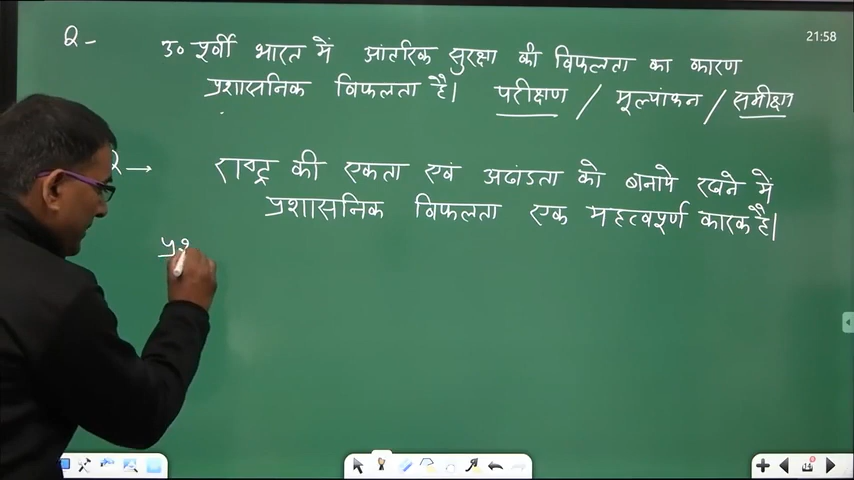 21:58
Q - उ० पूर्वी भारत में आंतरिक सुरक्षा की विफलता का कारण
प्रशासनिक विफलता है। परीक्षण / मूल्यांकन / समीक्षा
Q → राष्ट्र की एकता एवं अखंडता को बनाये रखने में
प्रशासनिक विफलता एक महत्वपूर्ण कारक है।